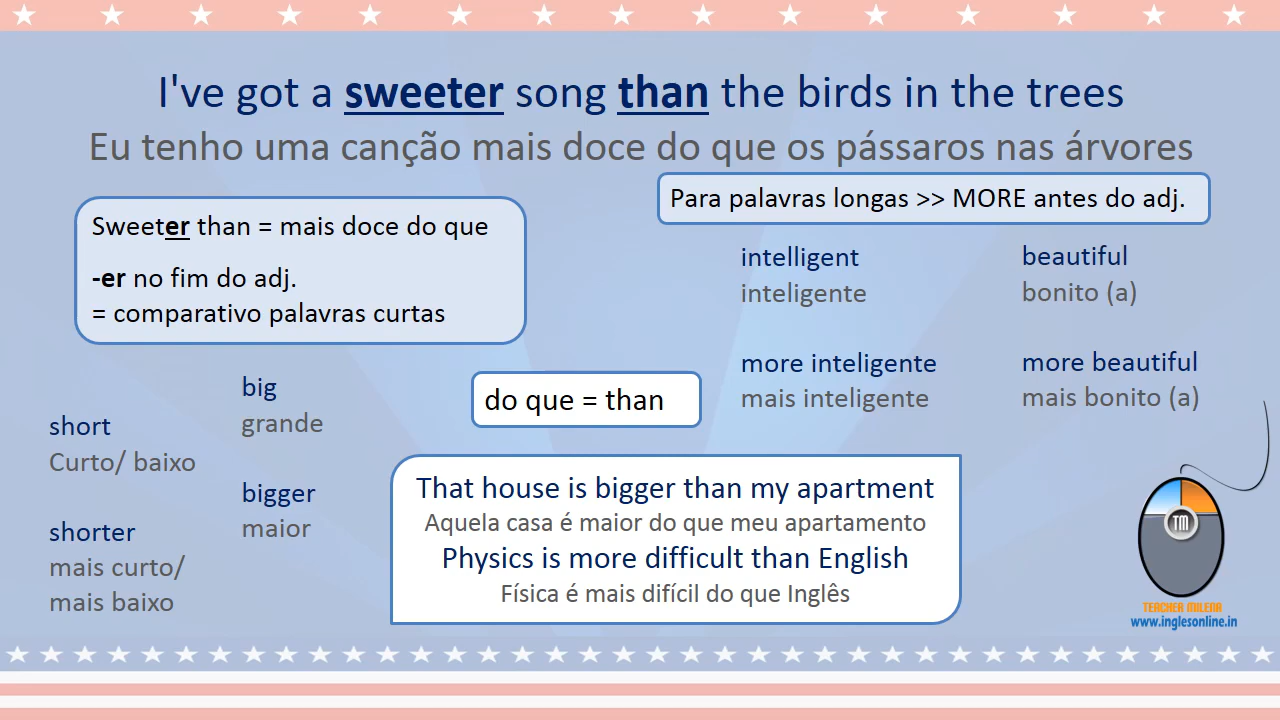 I've got a sweeter song than the birds in the trees
Eu tenho uma canção mais doce do que os pássaros nas árvores
Sweeter than = mais doce do que
-er no fim do adj.
= comparativo palavras curtas
Para palavras longas >> MORE antes do adj.
intelligent
inteligente
beautiful
bonito (a)
more inteligente
mais inteligente
more beautiful
mais bonito (a)
do que = than
big
grande
short
Curto/ baixo
bigger
maior
shorter
mais curto/
mais baixo
That house is bigger than my apartment
Aquela casa é maior do que meu apartamento
Physics is more difficult than English
Física é mais difícil do que Inglês
TM
TEACHER MILENA
www.inglesonline.in